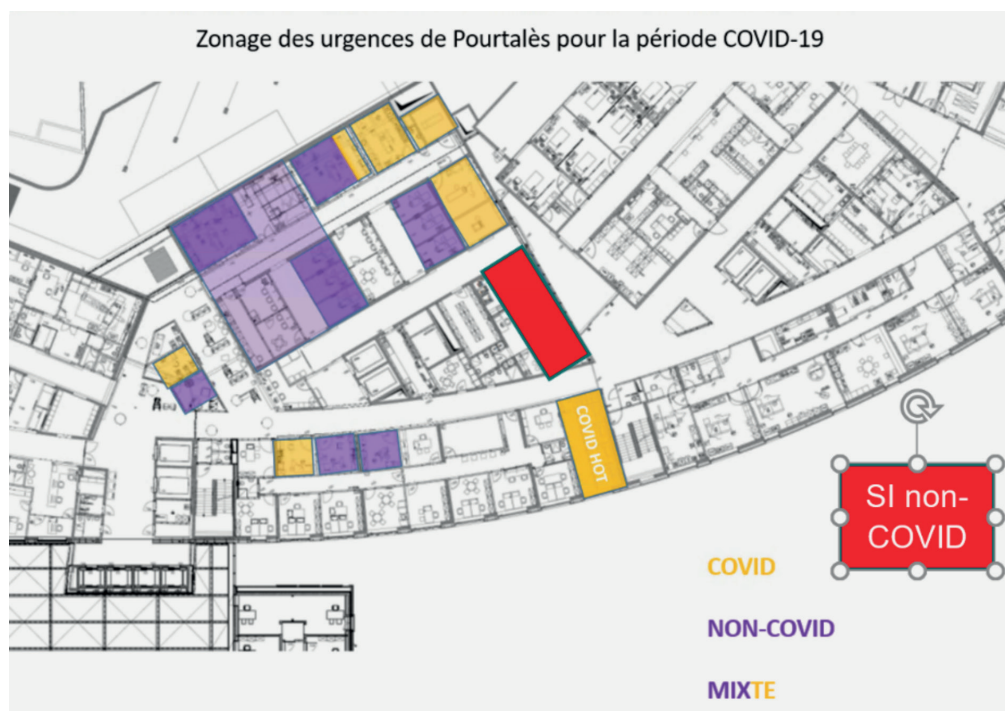 Zonage des urgences de Pourtalès pour la période COVID-19
COVID HOT
SI non-
COVID
COVID
NON-COVID
MIXTE